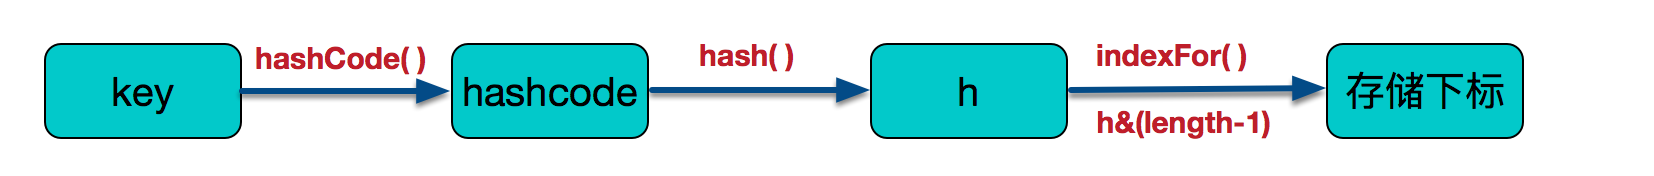 key
hashCode( )
hashcode
hash( )
h
indexFor( )
h&(length-1)
存储下标